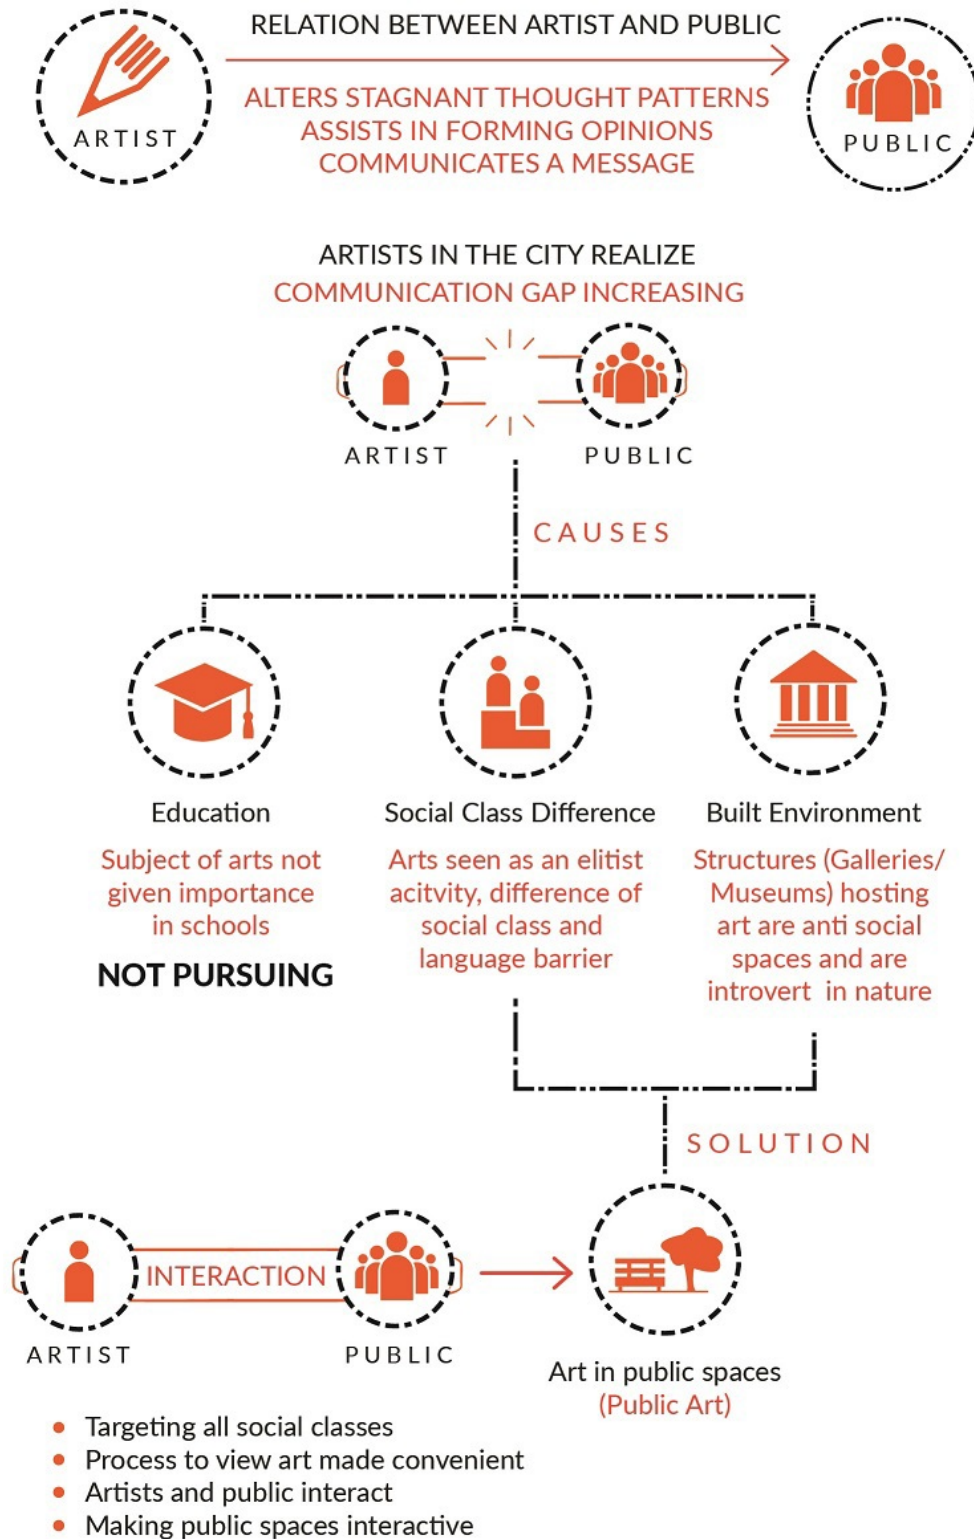 RELATION BETWEEN ARTIST AND PUBLIC
ALTERS STAGNANT THOUGHT PATTERNS
ASSISTS IN FORMING OPINIONS
COMMUNICATES A MESSAGE
ARTIST
PUBLIC
ARTISTS IN THE CITY REALIZE
COMMUNICATION GAP INCREASING
ARTIST
PUBLIC
CAUSES
Education
Subject of arts not
given importance
in schools
NOT PURSUING
Social Class Difference
Arts seen as an elitist
acitvity, difference of
social class and
language barrier
Built Environment
Structures (Galleries/
Museums) hosting
art are anti social
spaces and are
introvert in nature
SOLUTION
INTERACTION
ARTIST
PUBLIC
Art in public spaces
(Public Art)
• Targeting all social classes
• Process to view art made convenient
• Artists and public interact
• Making public spaces interactive